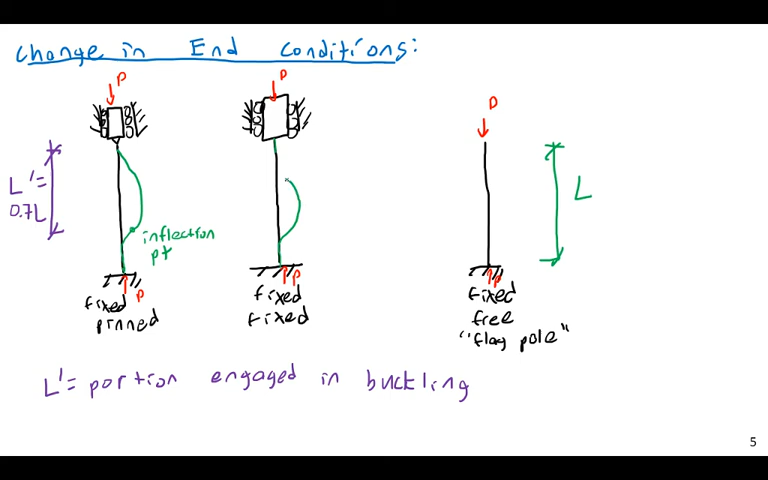 Change in End Conditions:
P
P
P
L'=
0.7L
L
inflection
pt
P
P
P
fixed
pinned
fixed
fixed
fixed
free
"flag pole"
L'= portion engaged in buckling
5